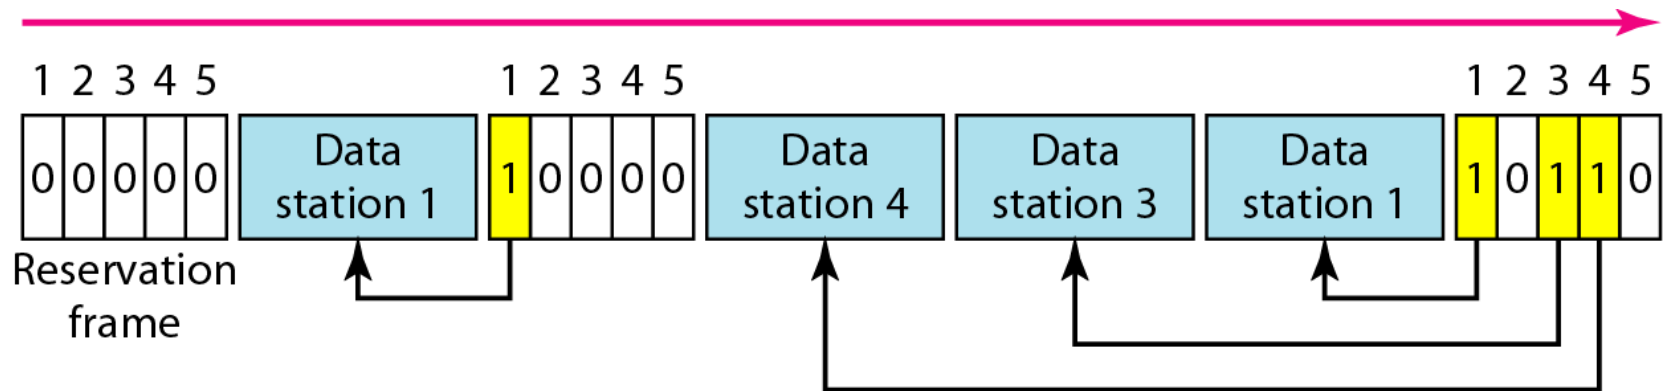 1 2 3 4 5 1 2 3 4 5 1 2 3 4 5
0 0 0 0 0
Data
station 1
1 0 0 0 0
Data
station 4
Data
station 3
Data
station 1
1 0 1 1 0
Reservation
frame